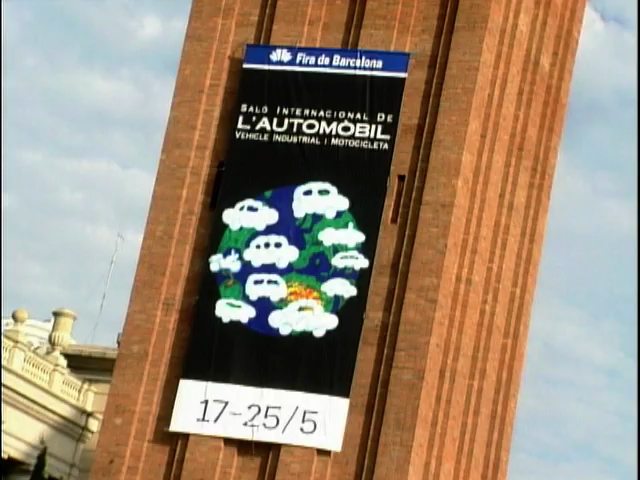 Fira de Barcelona
SALÓ INTERNACIONAL DE
L'AUTOMÒBIL
VEHICLE INDUSTRIAL I MOTOCICLETA
17-25/5